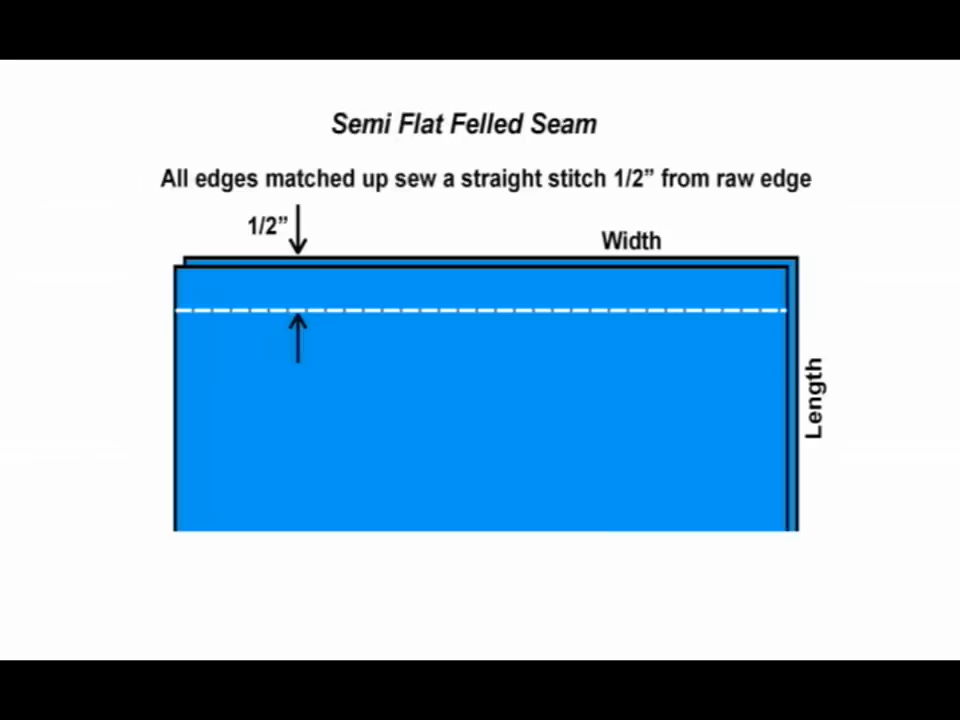 Semi Flat Felled Seam
All edges matched up sew a straight stitch 1/2” from raw edge
1/2”
Width
Length